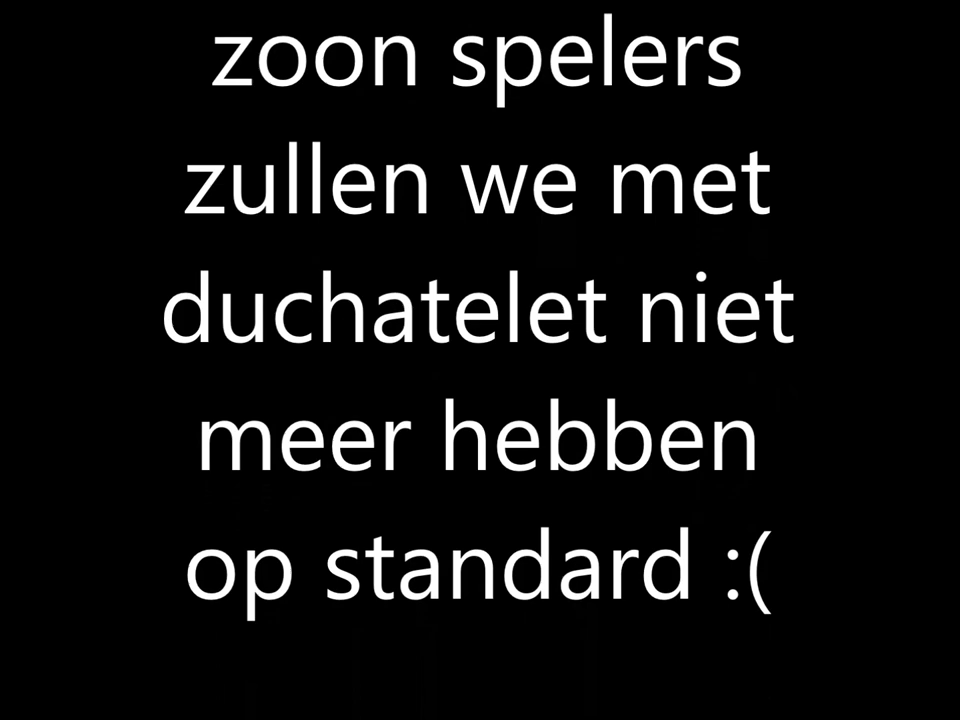 zoon spelers
zullen we met
duchatelet niet
meer hebben
op standard :(